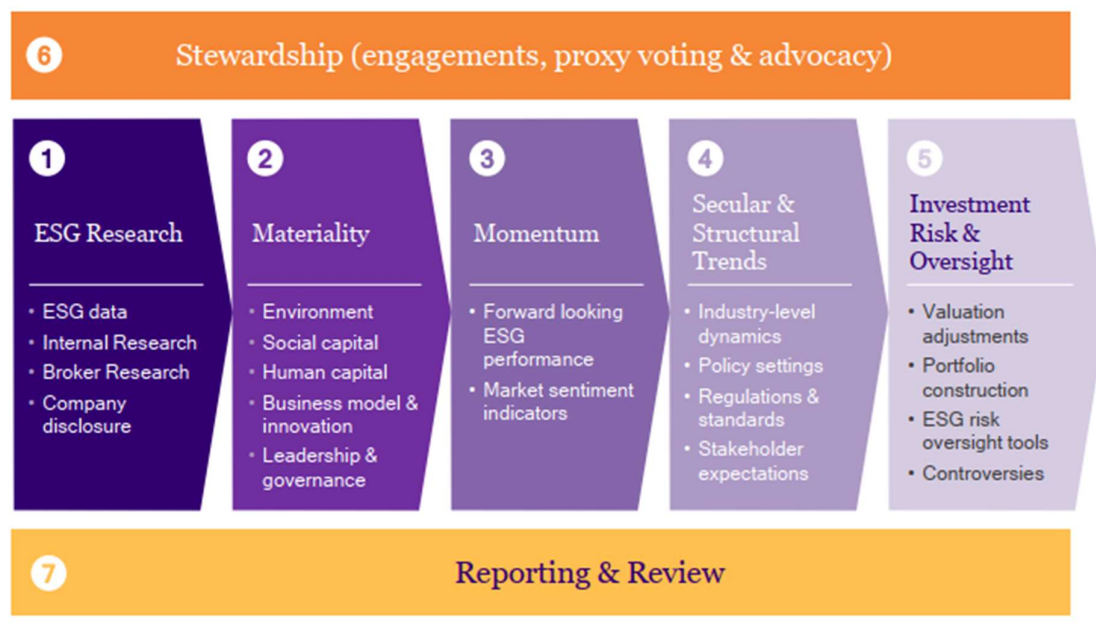 6
Stewardship (engagements, proxy voting & advocacy)
1
ESG Research
• ESG data
• Internal Research
• Broker Research
• Company
disclosure
2
Materiality
• Environment
• Social capital
• Human capital
• Business model &
innovation
• Leadership &
governance
3
Momentum
• Forward looking
ESG
performance
• Market sentiment
indicators
4
Secular &
Structural
Trends
• Industry-level
dynamics
• Policy settings
• Regulations &
standards
• Stakeholder
expectations
5
Investment
Risk &
Oversight
• Valuation
adjustments
• Portfolio
construction
• ESG risk
oversight tools
• Controversies
7
Reporting & Review